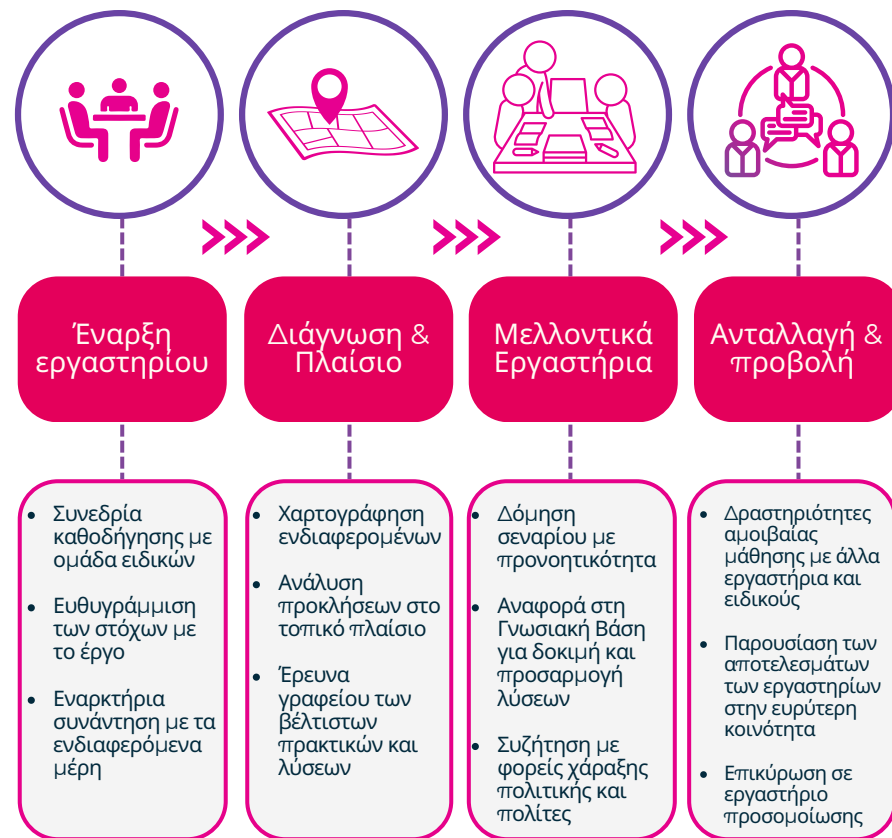 Έναρξη
εργαστηρίου
Διάγνωση &
Πλαίσιο
Μελλοντικά
Εργαστήρια
Ανταλλαγή &
προβολή
• Συνεδρία
καθοδήγησης με
ομάδα ειδικών
• Ευθυγράμμιση
των στόχων με
το έργο
• Εναρκτήρια
συνάντηση με τα
ενδιαφερόμενα
μέρη
• Χαρτογράφηση
ενδιαφερομένων
• Ανάλυση
προκλήσεων στο
τοπικό πλαίσιο
• Έρευνα
γραφείου των
βέλτιστων
πρακτικών και
λύσεων
• Δόμηση
σεναρίου με
προνοητικότητα
• Αναφορά στη
Γνωσιακή Βάση
για δοκιμή και
προσαρμογή
λύσεων
• Συζήτηση με
φορείς χάραξης
πολιτικής και
πολίτες
• Δραστηριότητες
αμοιβαίας
μάθησης με άλλα
εργαστήρια και
ειδικούς
• Παρουσίαση των
αποτελεσμάτων
των εργαστηρίων
στην ευρύτερη
κοινότητα
• Επικύρωση σε
εργαστήριο
προσομοίωσης